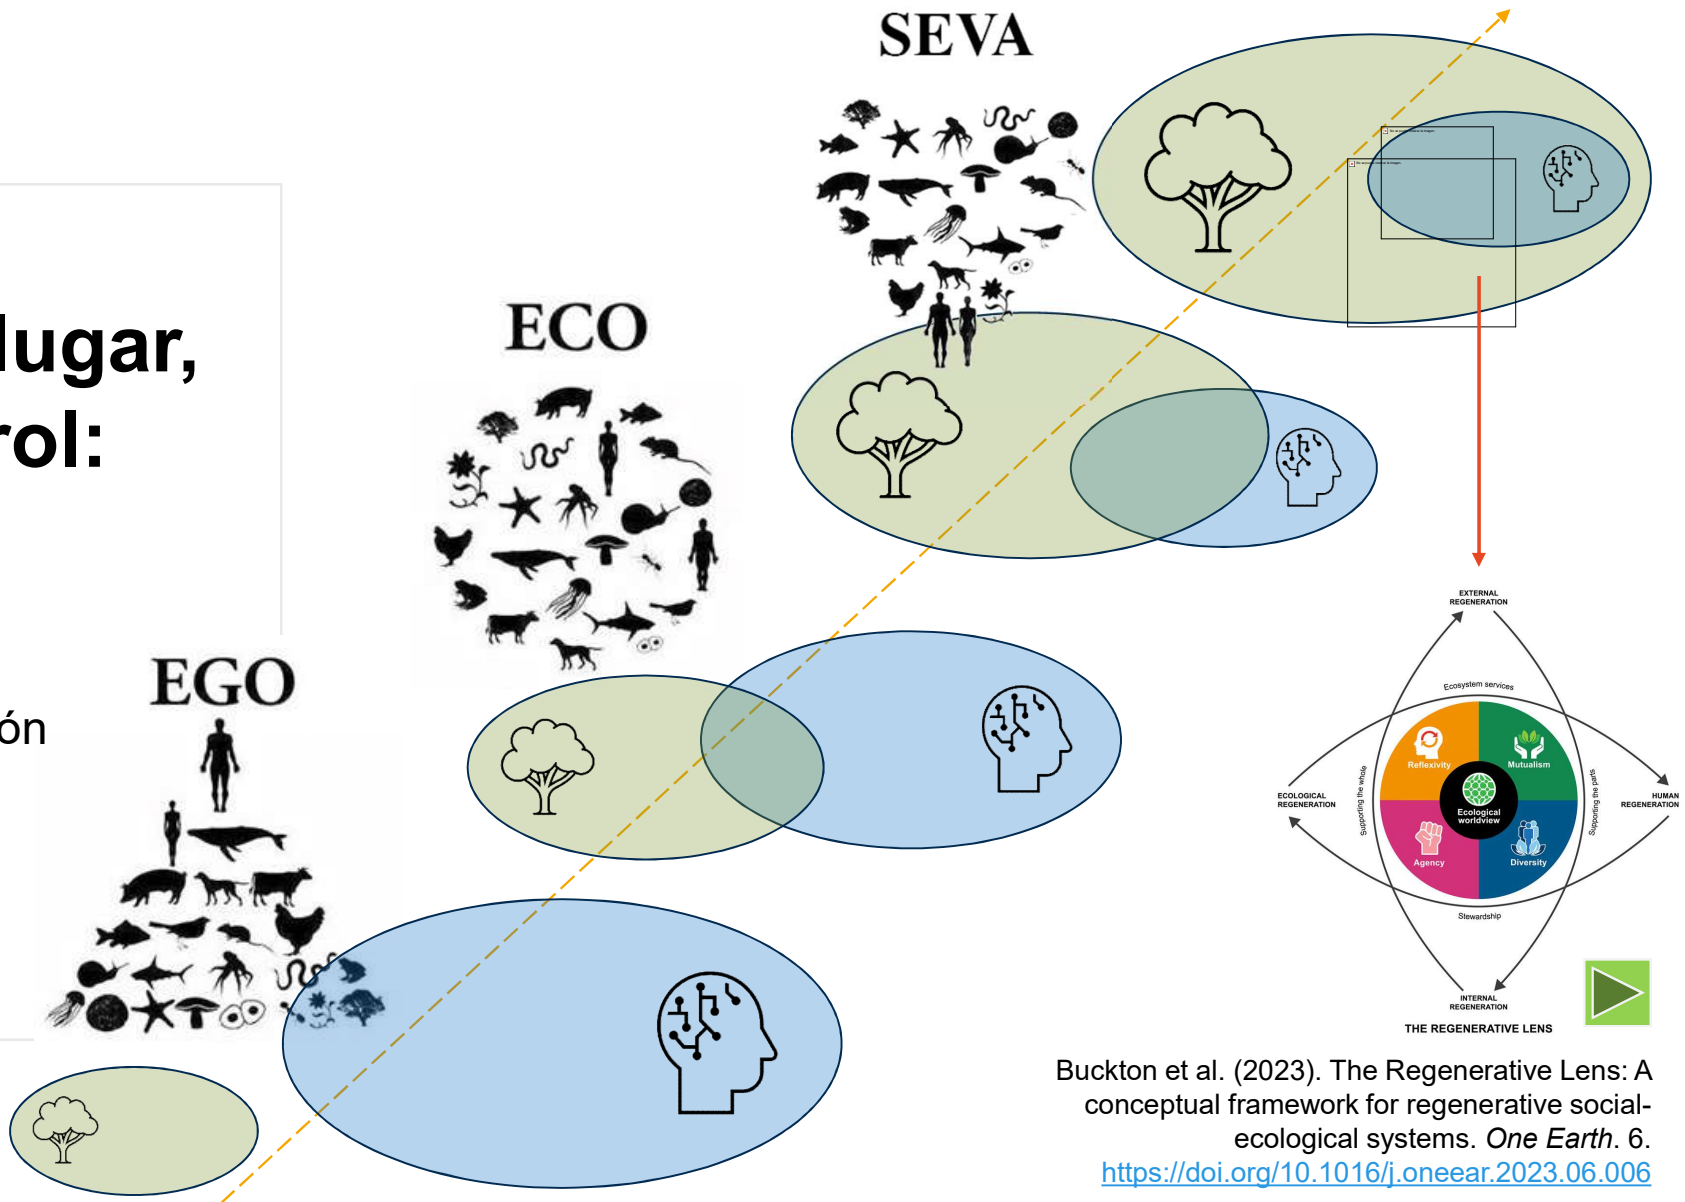 SEVA
lugar,
rol:
ECO
EGO
ón
EXTERNAL
REGENERATION
Ecosystem services
Reflexivity
Mutualism
Supporting the whole
Supporting the parts
ECOLOGICAL
REGENERATION
HUMAN
REGENERATION
Ecological
worldview
Agency
Diversity
Stewardship
INTERNAL
REGENERATION
THE REGENERATIVE LENS
Buckton et al. (2023). The Regenerative Lens: A
conceptual framework for regenerative social-
ecological systems. One Earth. 6.
https://doi.org/10.1016/j.oneear.2023.06.006